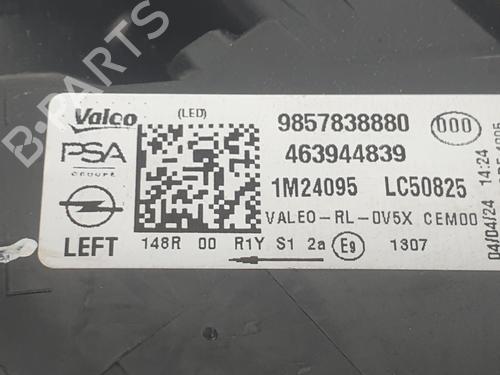 B-PARTS
Valeo
(LED)
9857838880
000
PSA
GROUPE
463944839
1M24095 LC50825
VALEO-RL-OV5X CEM00
LEFT
148R 00 R1Y S1 2a E9 1307
04/04/24 14:24